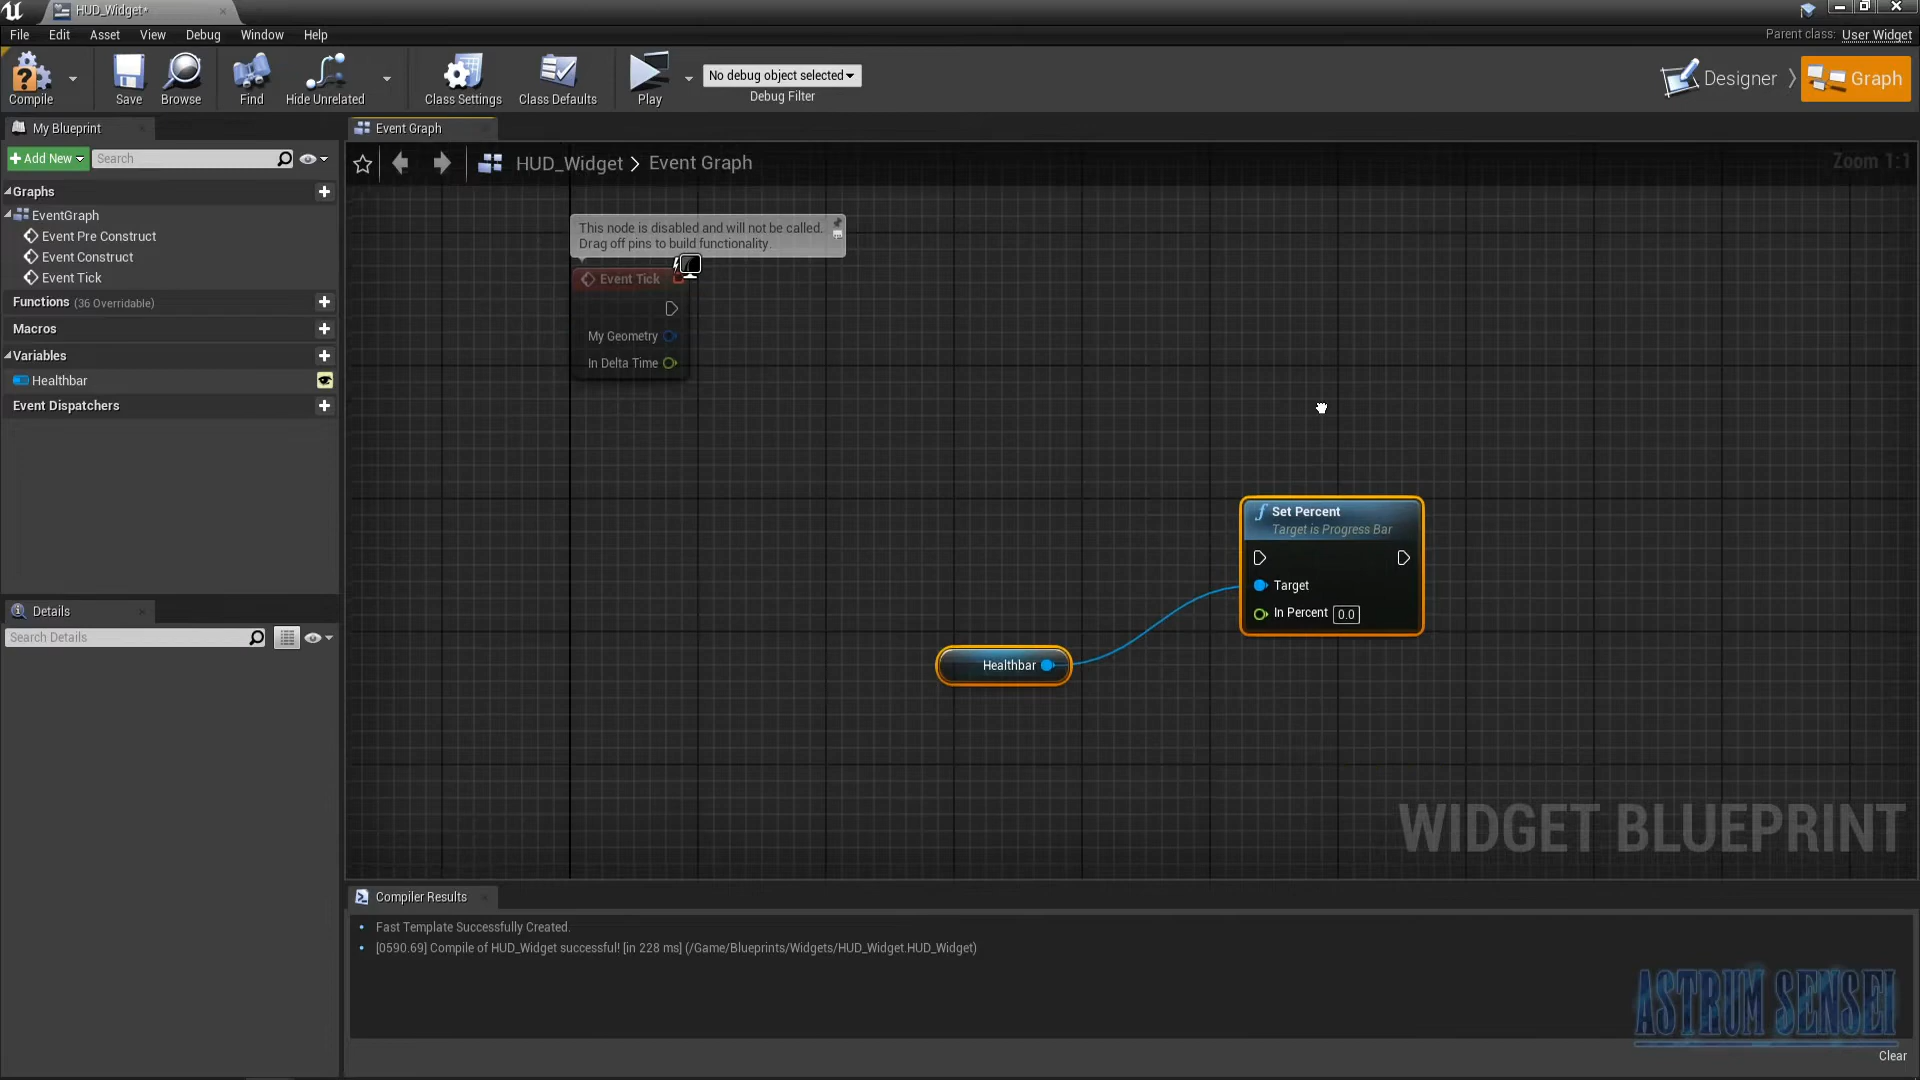 HUD_Widget*
File Edit Asset View Debug Window Help
Parent class: User Widget
Compile Save Browse Find Hide Unrelated Class Settings Class Defaults Play
No debug object selected
Debug Filter
Designer Graph
My Blueprint
Event Graph
Add New Search
HUD_Widget > Event Graph
Zoom 1:1
Graphs
EventGraph
Event Pre Construct
Event Construct
Event Tick
Functions (36 Overridable)
Macros
Variables
Healthbar
Event Dispatchers
This node is disabled and will not be called.
Drag off pins to build functionality.
Event Tick
My Geometry
In Delta Time
Set Percent
Target is Progress Bar
Target
In Percent 0.0
Healthbar
Details
Search Details
WIDGET BLUEPRINT
Compiler Results
Fast Template Successfully Created.
[0590.69] Compile of HUD_Widget successful! [in 228 ms] (/Game/Blueprints/Widgets/HUD_Widget.HUD_Widget)
ASTRUM SENSEI
Clear